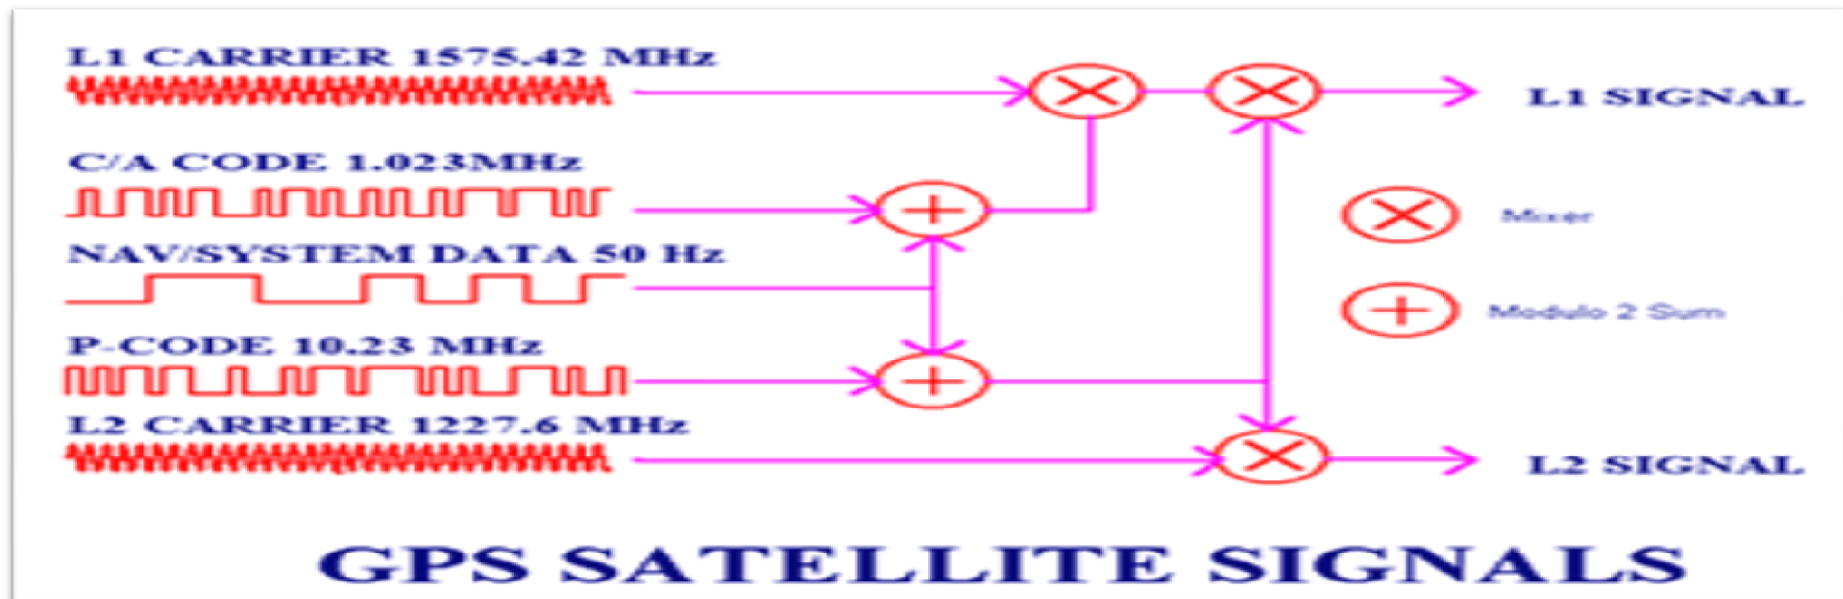 L1 CARRIER 1575.42 MHz
L1 SIGNAL
C/A CODE 1.023MHz
Mixer
NAV/SYSTEM DATA 50 Hz
Modulo 2 Sum
P-CODE 10.23 MHz
L2 CARRIER 1227.6 MHz
L2 SIGNAL
GPS SATELLITE SIGNALS